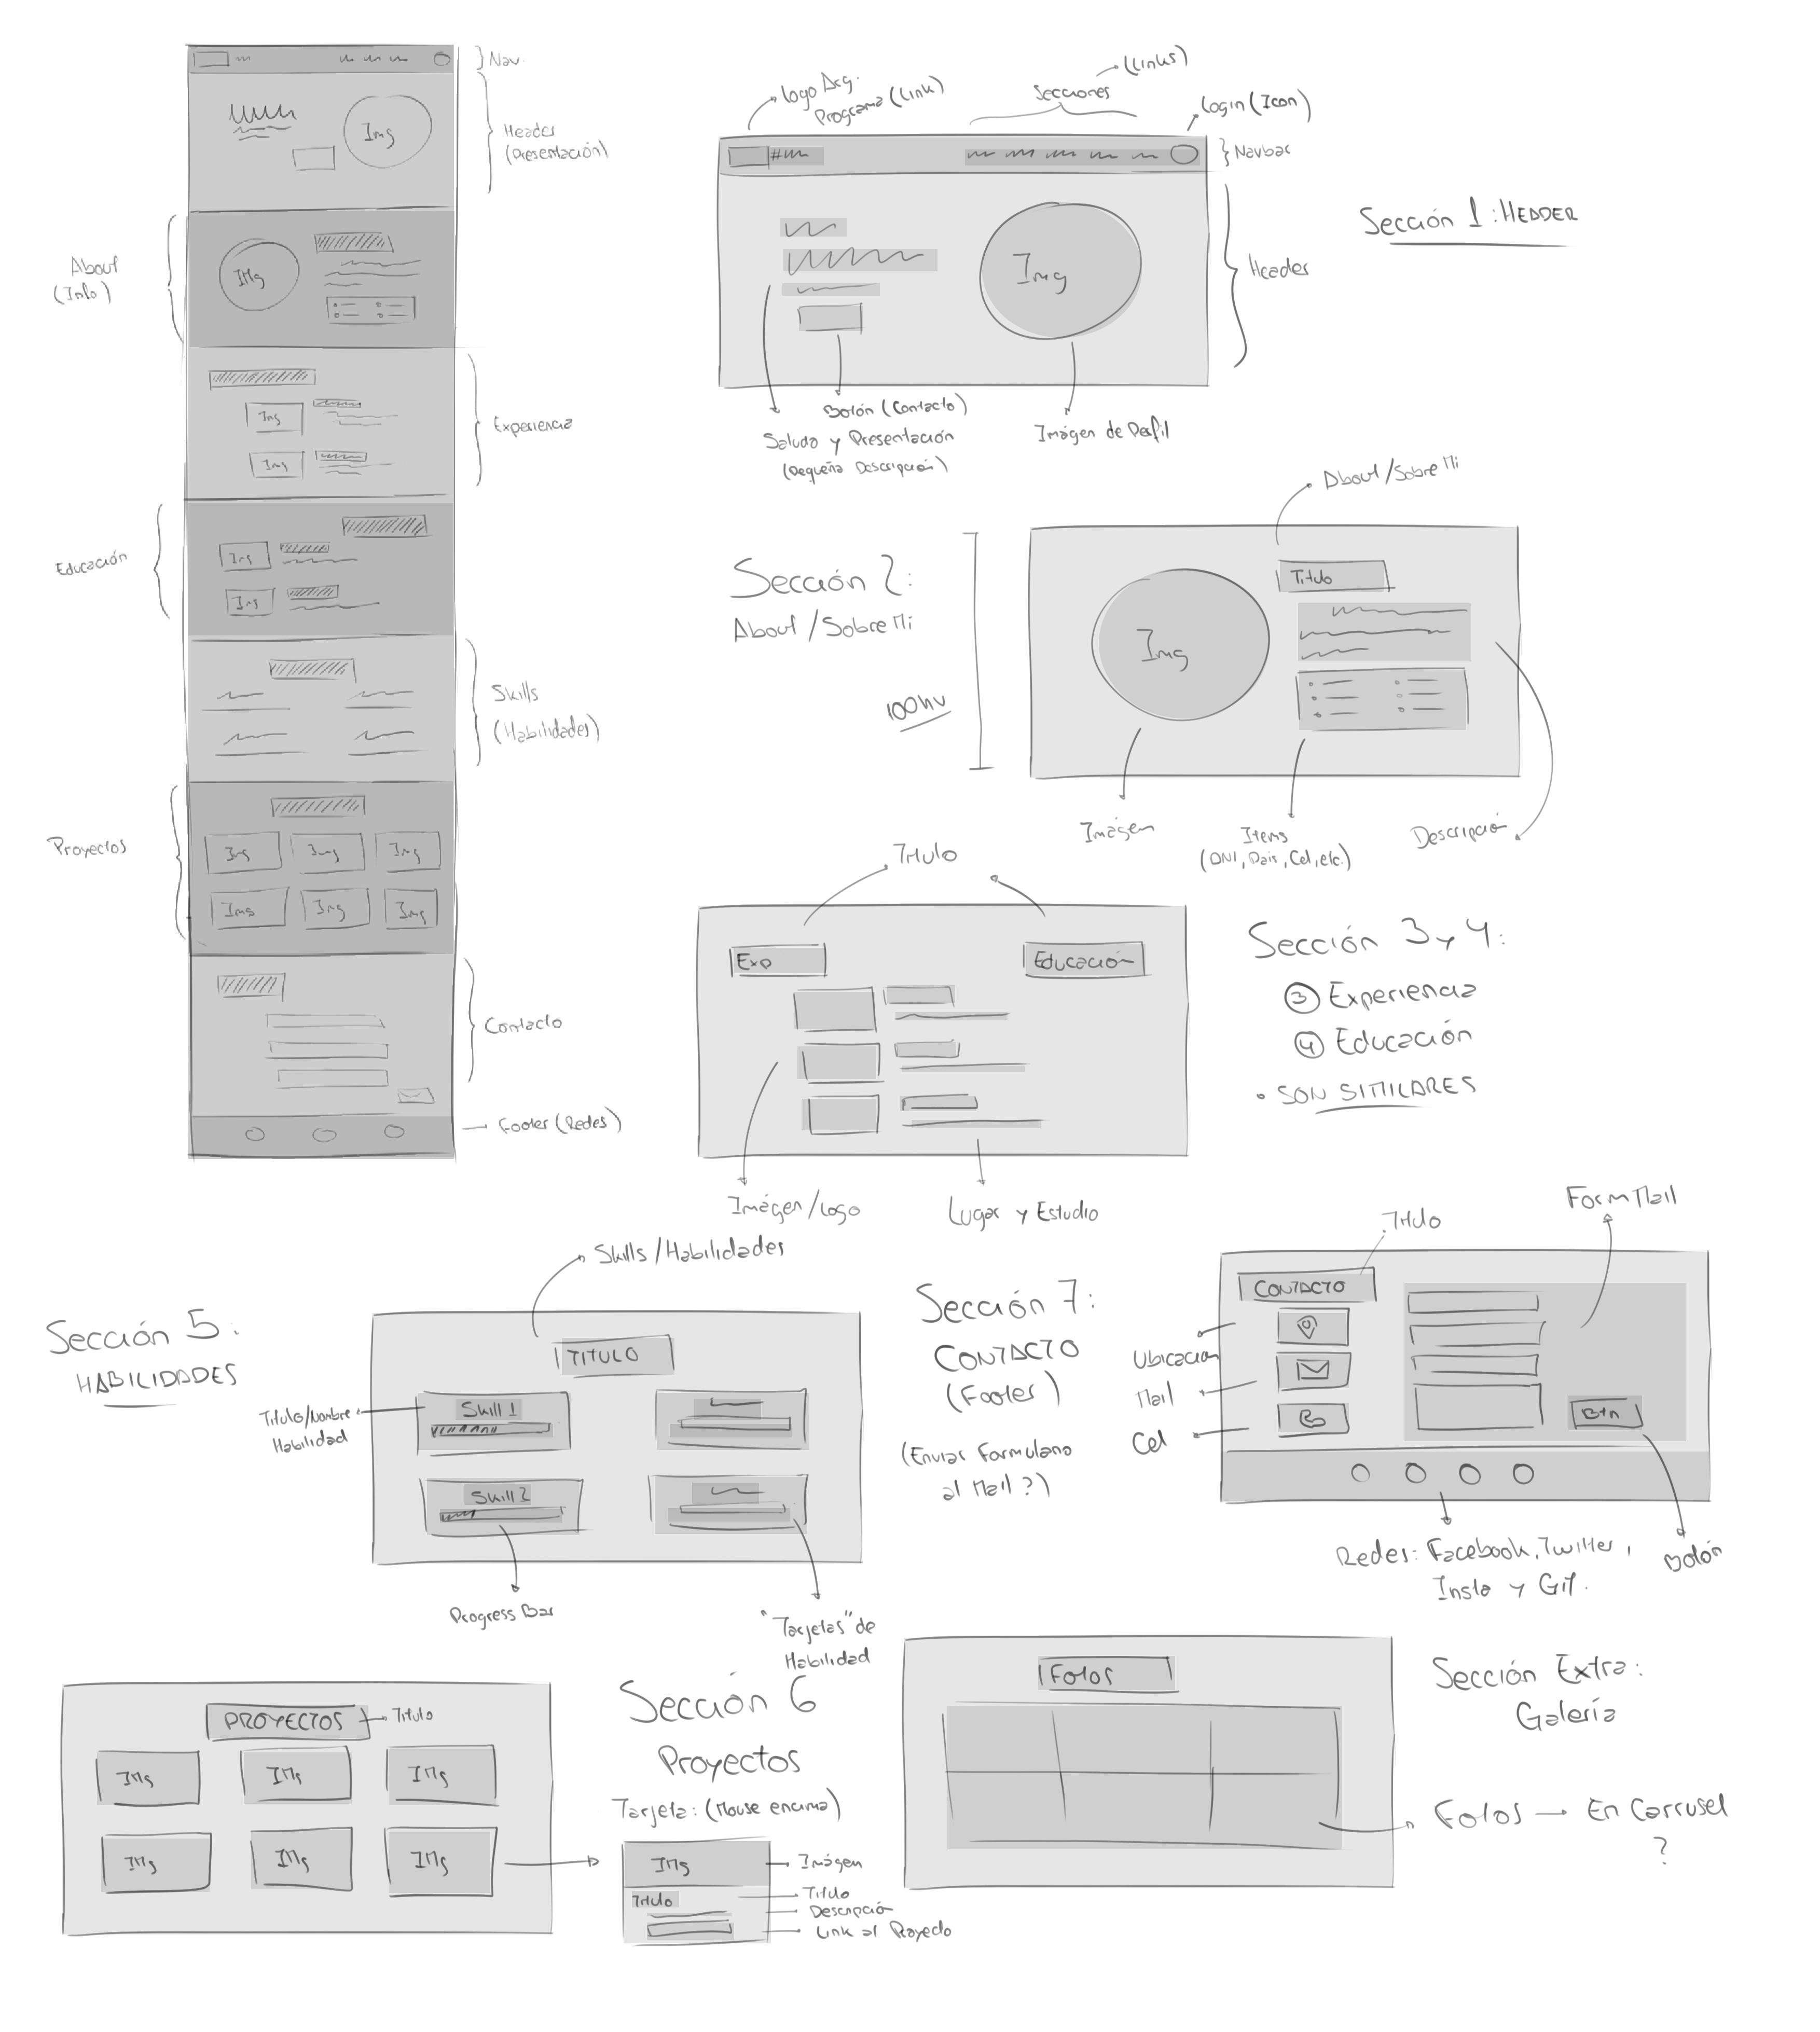 Nav.
Img
Header
(Presentación)
About
(Info)
IMg
Experiencia
Img
Img
Educación
Img
Img
Skills
(Habilidades)
Proyectos
Img
Img
Img
Img
Img
Img
Contacto
Footer (Redes)
Logo Arg.
Programa (Link)
Secciones
(Links)
Login (Icon)
#
Navbar
Img
Header
Sección 1: HEADER
Botón (Contacto)
Saludo y Presentación
(Pequeña Descripción)
Imágen de Perfil
Sección 2:
About /Sobre Mi
100hv
About /Sobre Mi
Titulo
Img
Imágen
Items
(DNI, Pais, Cel, etc.)
Descripción
Titulo
Exp
Educación
Imágen/Logo
Lugar y Estudio
Sección 3 y 4:
3 Experiencia
4 Educación
• SON SIMILARES
Sección 5:
HABILIDADES
Skills /Habilidades
TITULO
Titulo/Nombre
Habilidad
Skill 1
Skill 2
Progress Bar
"Tarjetas" de
Habilidad
Sección 7:
CONTACTO
(Footer)
(Enviar Formulario
al Mail ?)
Titulo
Form Mail
CONTACTO
Ubicacion
Mail
Cel
Btn
Redes: Facebook, Twitter,
Insta y Git.
Botón
PROYECTOS
Titulo
IMg
IMg
IMg
IMg
IMg
IMg
Sección 6
Proyectos
Tarjeta: (Mouse encima)
IMg
Imágen
Titulo
Titulo
Descripción
Link al Proyecto
Fotos
Sección Extra:
Galería
Fotos → En Carrusel
?